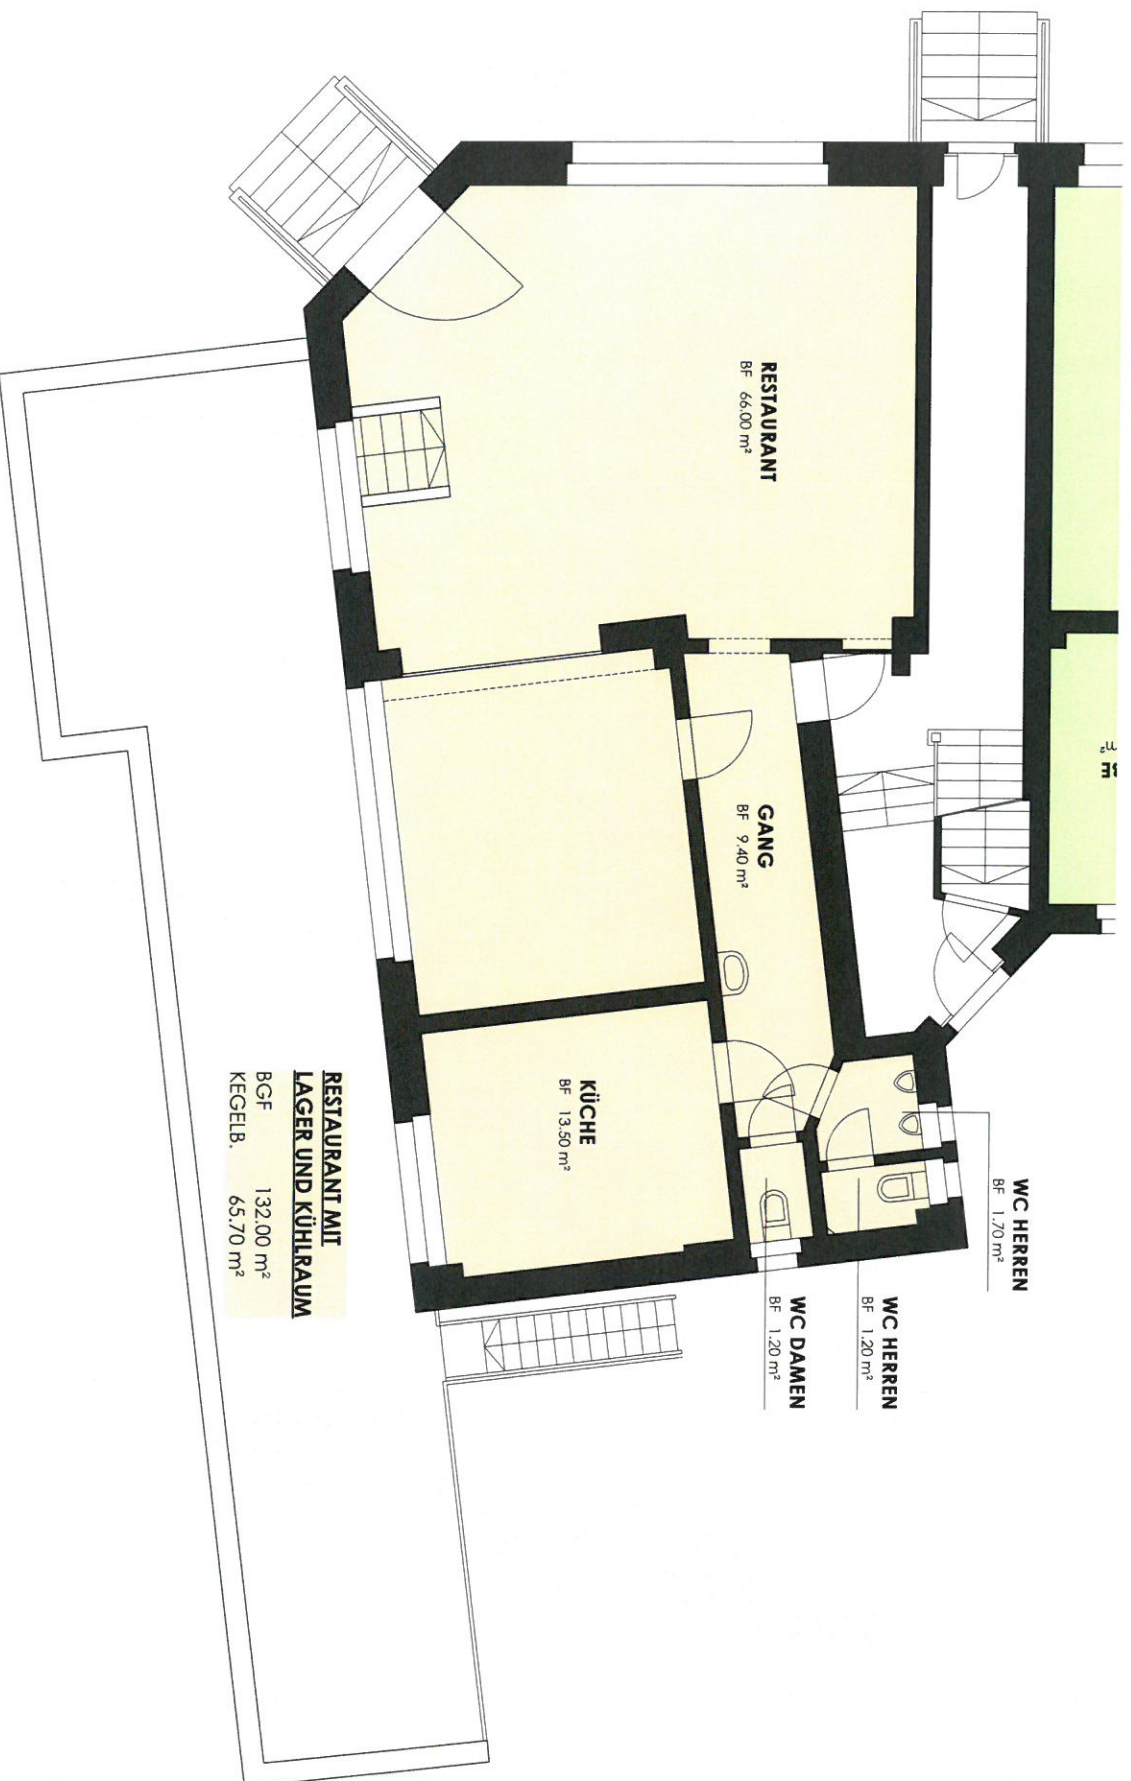 RESTAURANT
BF 66.00 m²
GANG
BF 9.40 m²
KÜCHE
BF 13.50 m²
WC HERREN
BF 1.70 m²
WC HERREN
BF 1.20 m²
WC DAMEN
BF 1.20 m²
RESTAURANT MIT
LAGER UND KÜHLRAUM
BGF 132.00 m²
KEGELB. 65.70 m²